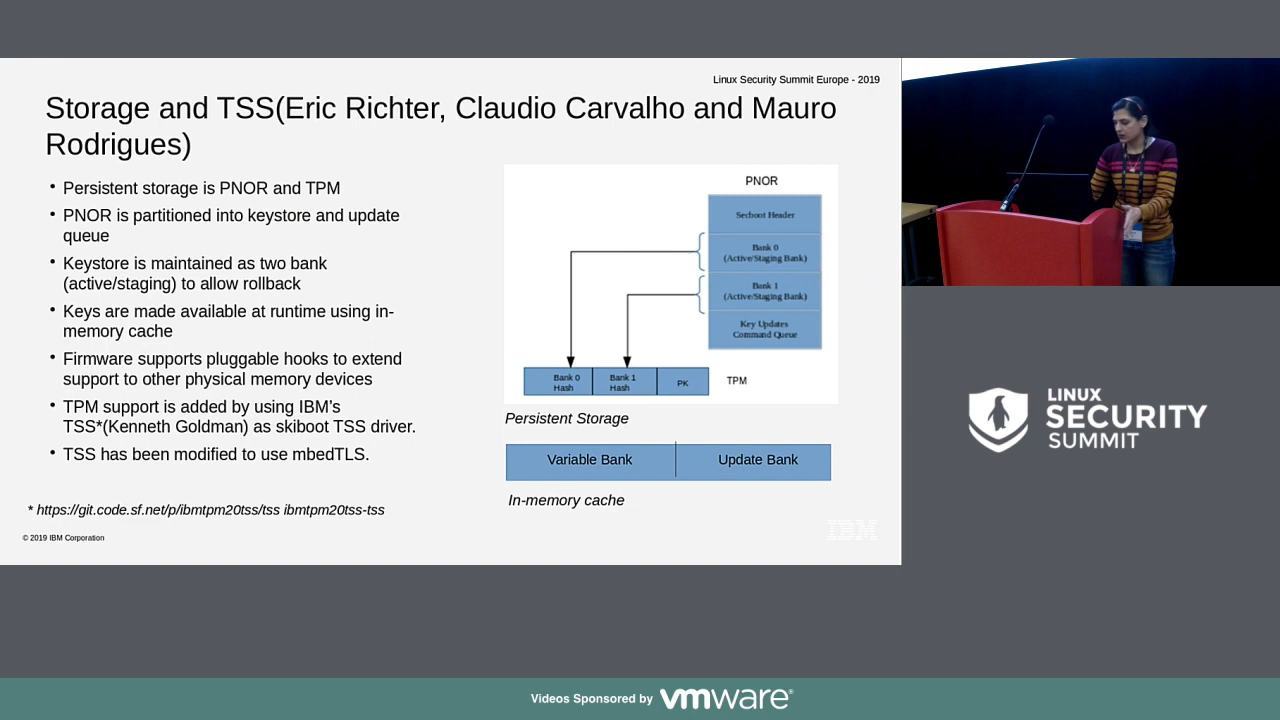 Linux Security Summit Europe - 2019
Storage and TSS(Eric Richter, Claudio Carvalho and Mauro
Rodrigues)
• Persistent storage is PNOR and TPM
• PNOR is partitioned into keystore and update
queue
• Keystore is maintained as two bank
(active/staging) to allow rollback
• Keys are made available at runtime using in-
memory cache
• Firmware supports pluggable hooks to extend
support to other physical memory devices
• TPM support is added by using IBM's
TSS*(Kenneth Goldman) as skiboot TSS driver.
• TSS has been modified to use mbedTLS.
PNOR
Secboot Header
Bank 0
(Active/Staging Bank)
Bank 1
(Active/Staging Bank)
Key Updates
Command Queue
Bank 0
Hash
Bank 1
Hash
PK
TPM
Persistent Storage
Variable Bank
Update Bank
In-memory cache
* https://git.code.sf.net/p/ibmtpm20tss/tss ibmtpm20tss-tss
© 2019 IBM Corporation
IBM
LINUX
SECURITY
SUMMIT
Videos Sponsored by vmware®